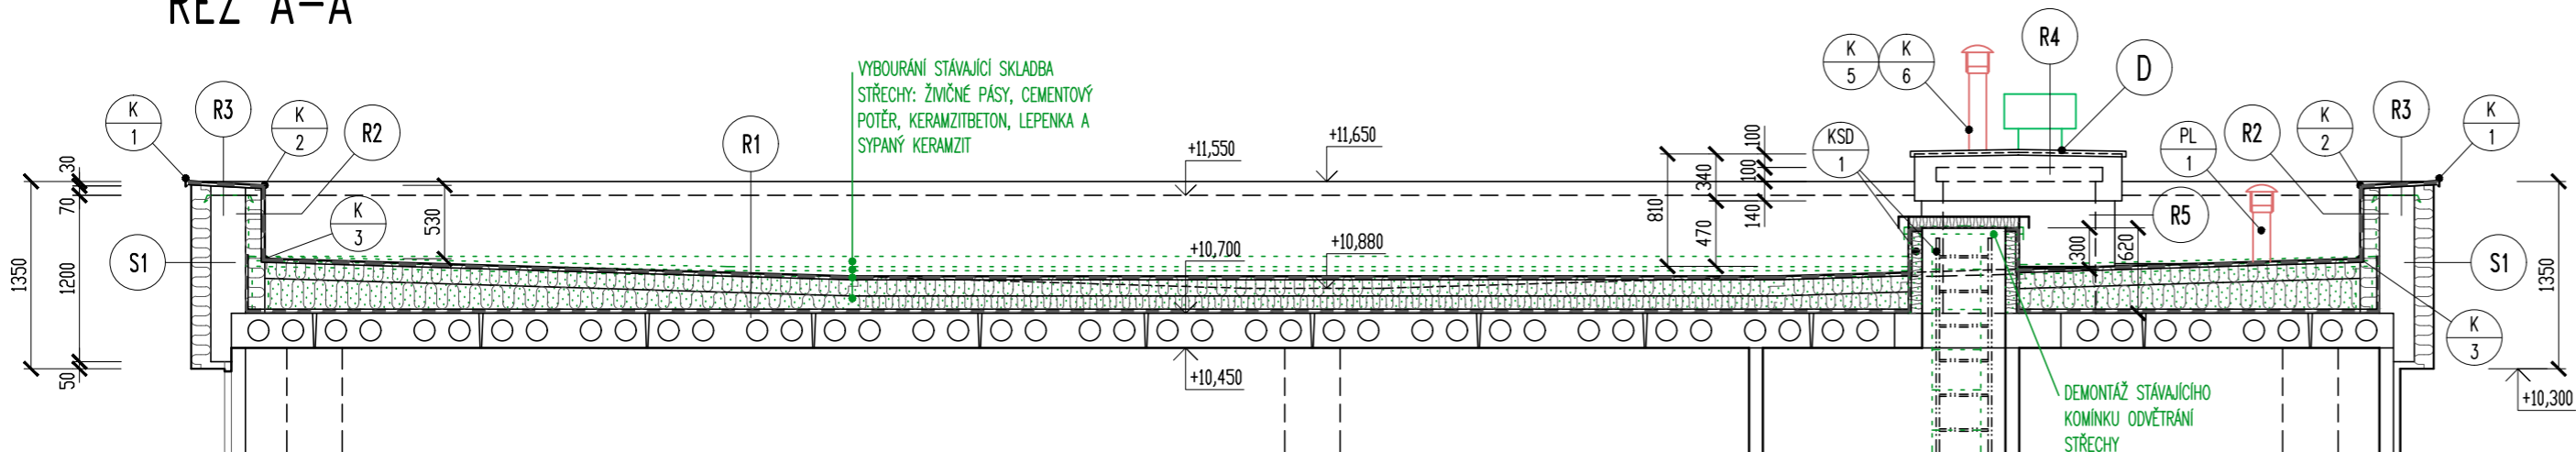 ŘEZ A-A
VYBOURÁNÍ STÁVAJÍCÍ SKLADBA
STŘECHY: ŽIVIČNÉ PÁSY, CEMENTOVÝ
POTĚR, KERAMZITBETON, LEPENKA A
SYPANÝ KERAMZIT
K
1
R3
K
2
R2
K
3
S1
R1
30
70
1350
1200
50
530
+11,550
+11,650
+10,700
+10,880
+10,450
K
5
K
6
R4
D
KSD
1
810
340
470
100
100
140
300
620
R5
PL
1
R2
K
2
R3
K
1
S1
K
3
1350
+10,300
DEMONTÁŽ STÁVAJÍCÍHO
KOMÍNKU ODVĚTRÁNÍ
STŘECHY